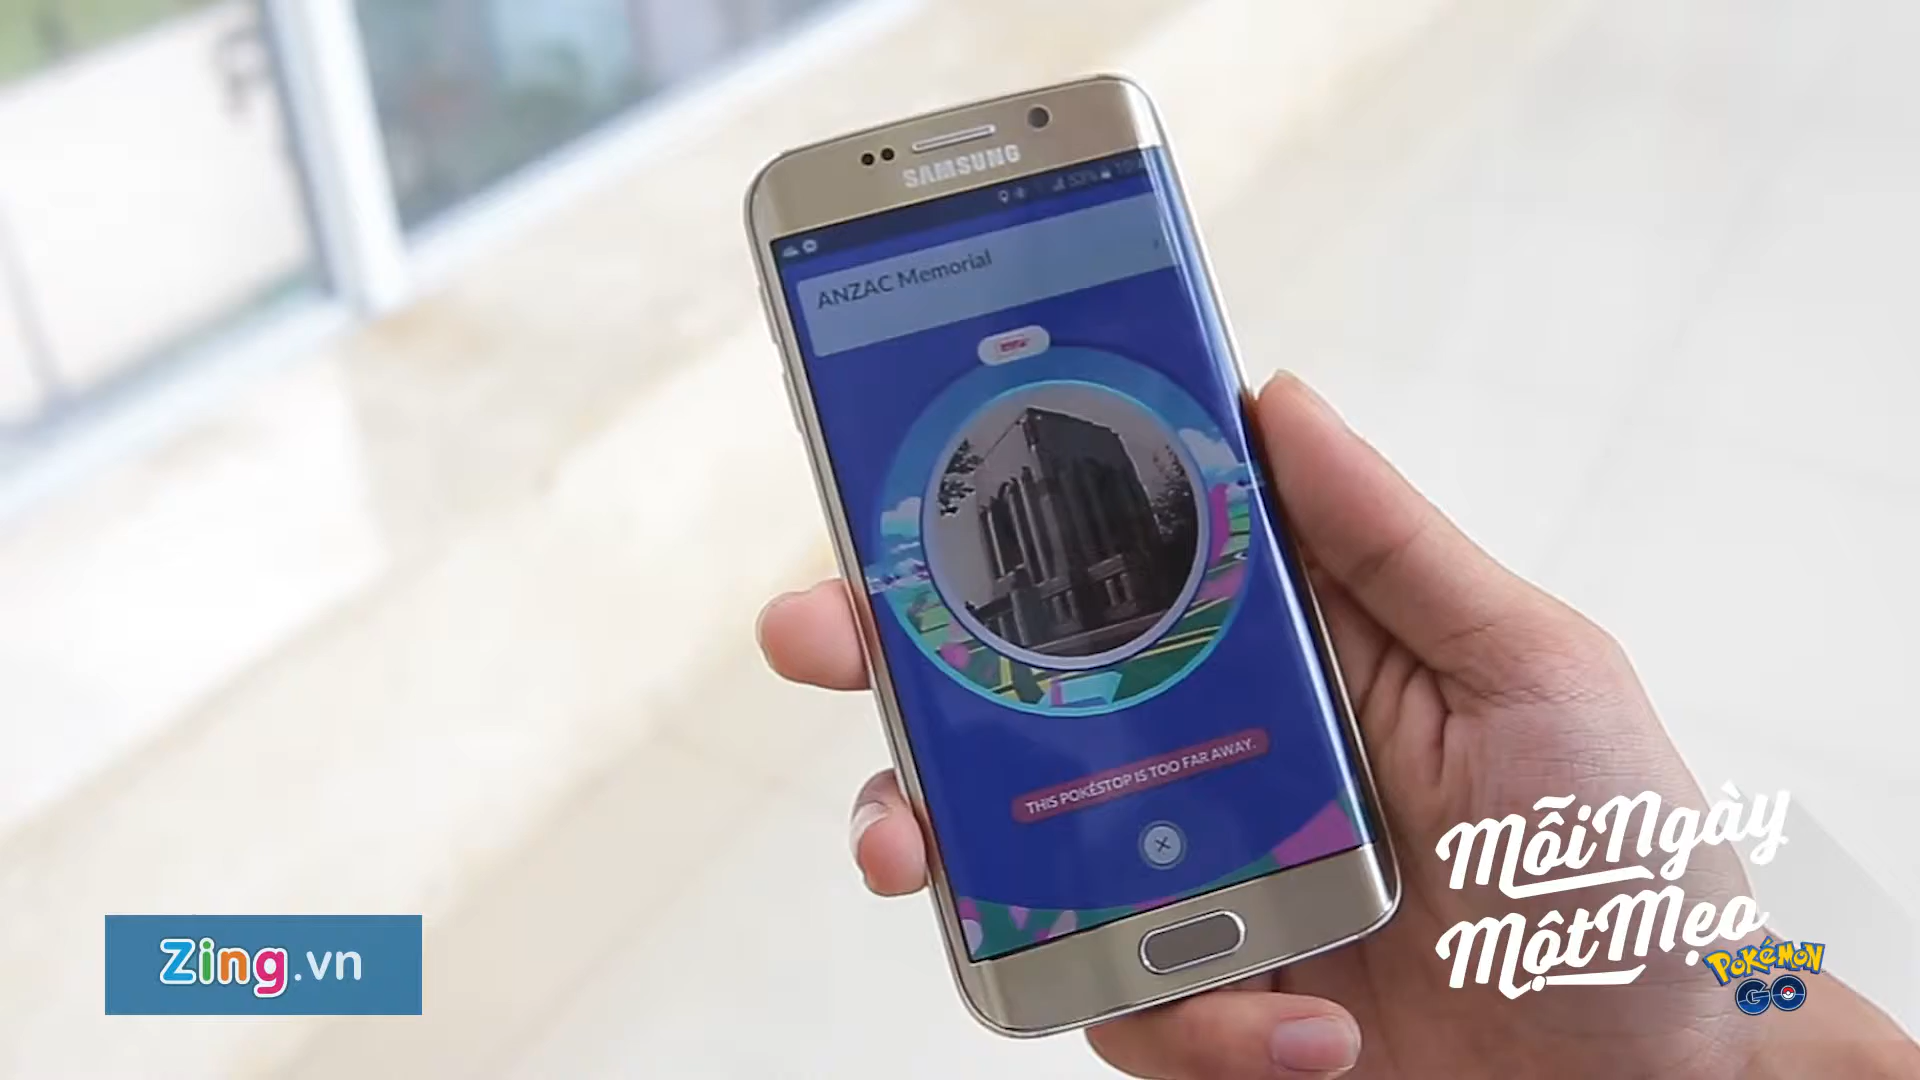 SAMSUNG
ANZAC Memorial
THIS POKÉSTOP IS TOO FAR AWAY.
Mỗi Ngày
Một Mẹo
POKÉMON
GO
Zing.vn